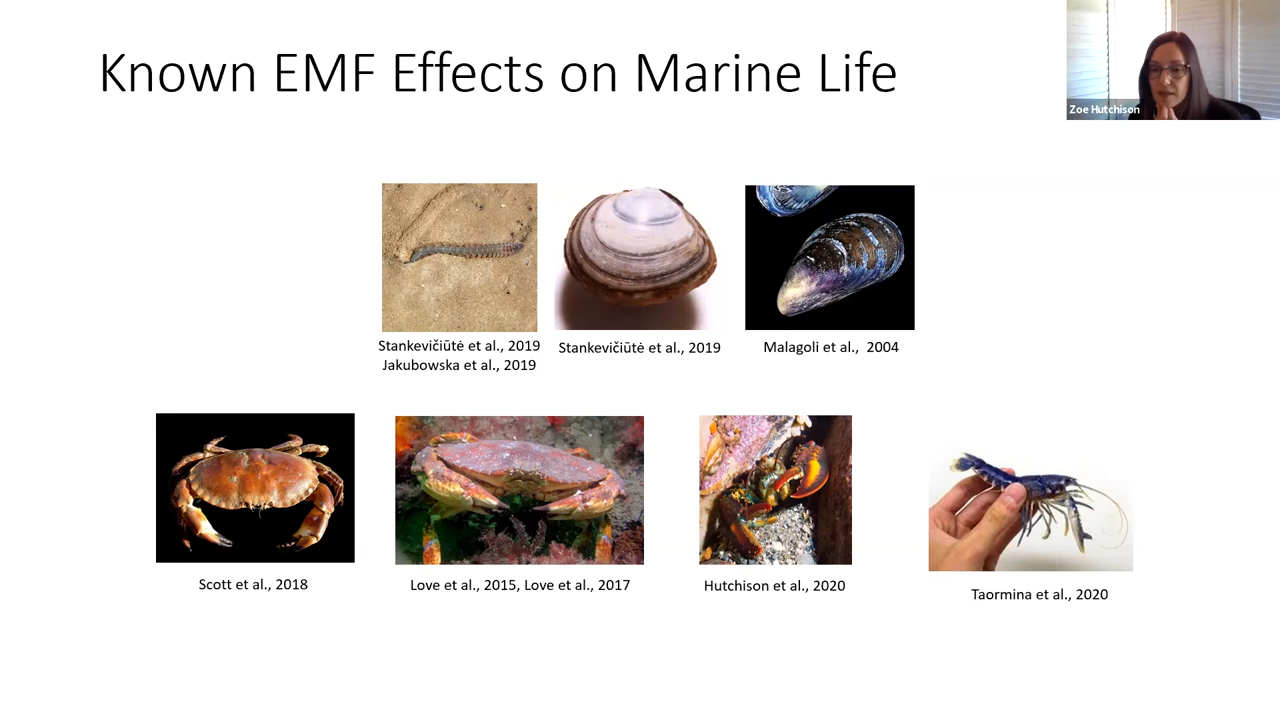 Known EMF Effects on Marine Life
Zoe Hutchison
Stankevičiūtė et al., 2019
Jakubowska et al., 2019
Stankevičiūtė et al., 2019
Malagoli et al.,  2004
Scott et al., 2018
Love et al., 2015, Love et al., 2017
Hutchison et al., 2020
Taormina et al., 2020